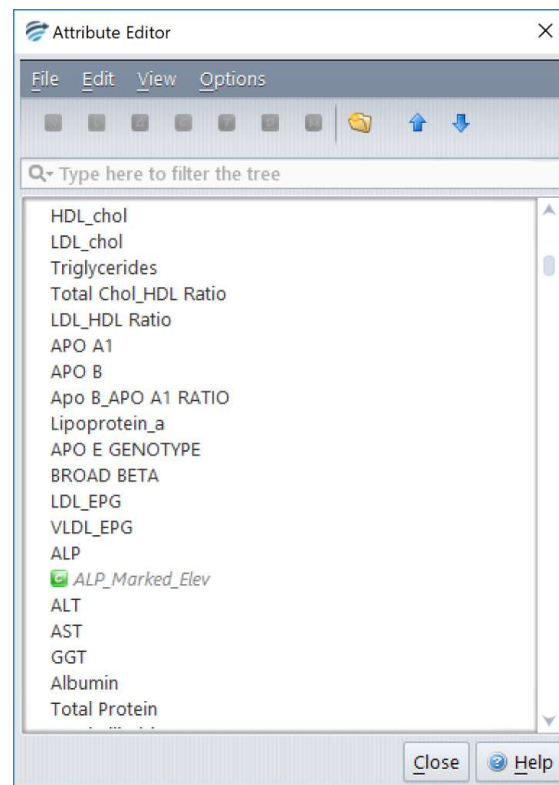 Attribute Editor
File Edit View Options
Type here to filter the tree
HDL_chol
LDL_chol
Triglycerides
Total Chol_HDL Ratio
LDL_HDL Ratio
APO A1
APO B
Apo B_APO A1 RATIO
Lipoprotein_a
APO E GENOTYPE
BROAD BETA
LDL_EPG
VLDL_EPG
ALP
ALP_Marked_Elev
ALT
AST
GGT
Albumin
Total Protein
Close Help